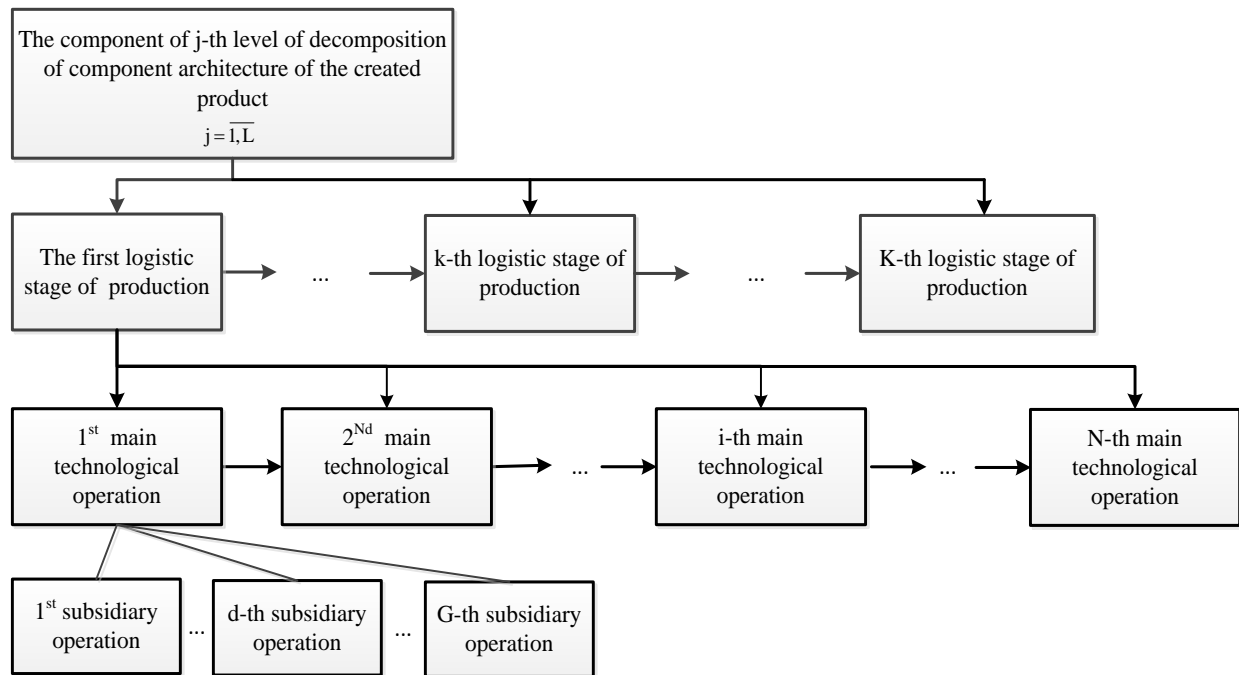 The component of j-th level of decomposition
of component architecture of the created
product
j = \overline{1,L}
The first logistic
stage of production
...
k-th logistic stage of
production
...
K-th logistic stage of
production
1st main
technological
operation
2Nd main
technological
operation
...
i-th main
technological
operation
...
N-th main
technological
operation
1st subsidiary
operation
...
d-th subsidiary
operation
...
G-th subsidiary
operation